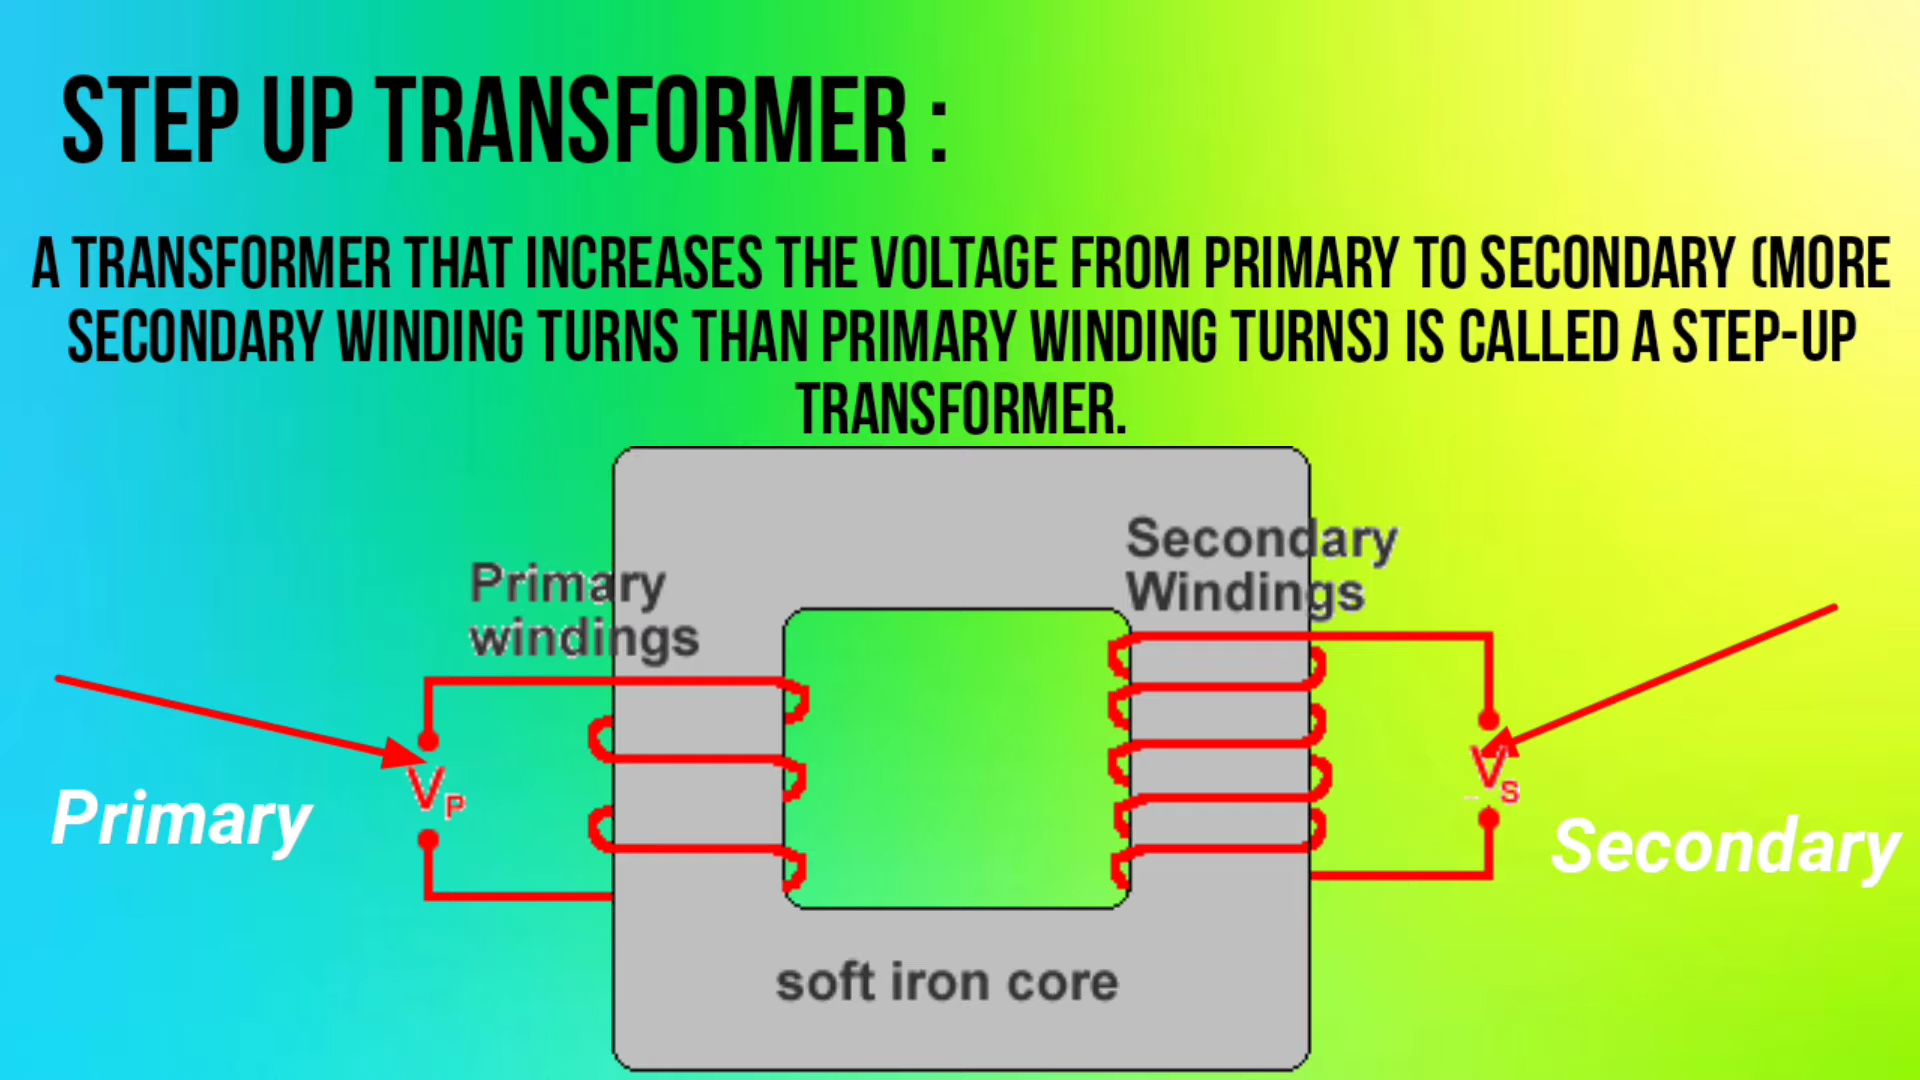 STEP UP TRANSFORMER :
A TRANSFORMER THAT INCREASES THE VOLTAGE FROM PRIMARY TO SECONDARY (MORE
SECONDARY WINDING TURNS THAN PRIMARY WINDING TURNS) IS CALLED A STEP-UP
TRANSFORMER.
Secondary
Windings
Primary
windings
VP
VS
Primary
Secondary
soft iron core